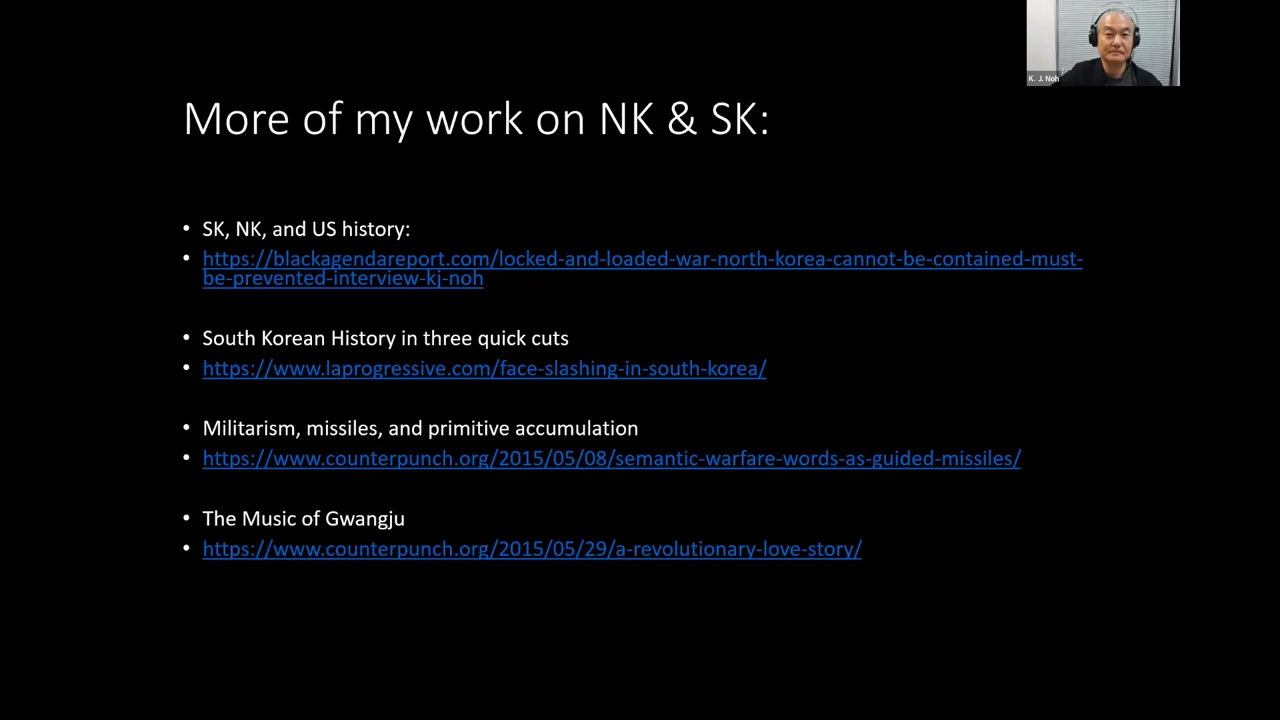 K. J. Noh
More of my work on NK & SK:
• SK, NK, and US history:
• https://blackagendareport.com/locked-and-loaded-war-north-korea-cannot-be-contained-must-
be-prevented-interview-kj-noh
• South Korean History in three quick cuts
• https://www.laprogressive.com/face-slashing-in-south-korea/
• Militarism, missiles, and primitive accumulation
• https://www.counterpunch.org/2015/05/08/semantic-warfare-words-as-guided-missiles/
• The Music of Gwangju
• https://www.counterpunch.org/2015/05/29/a-revolutionary-love-story/